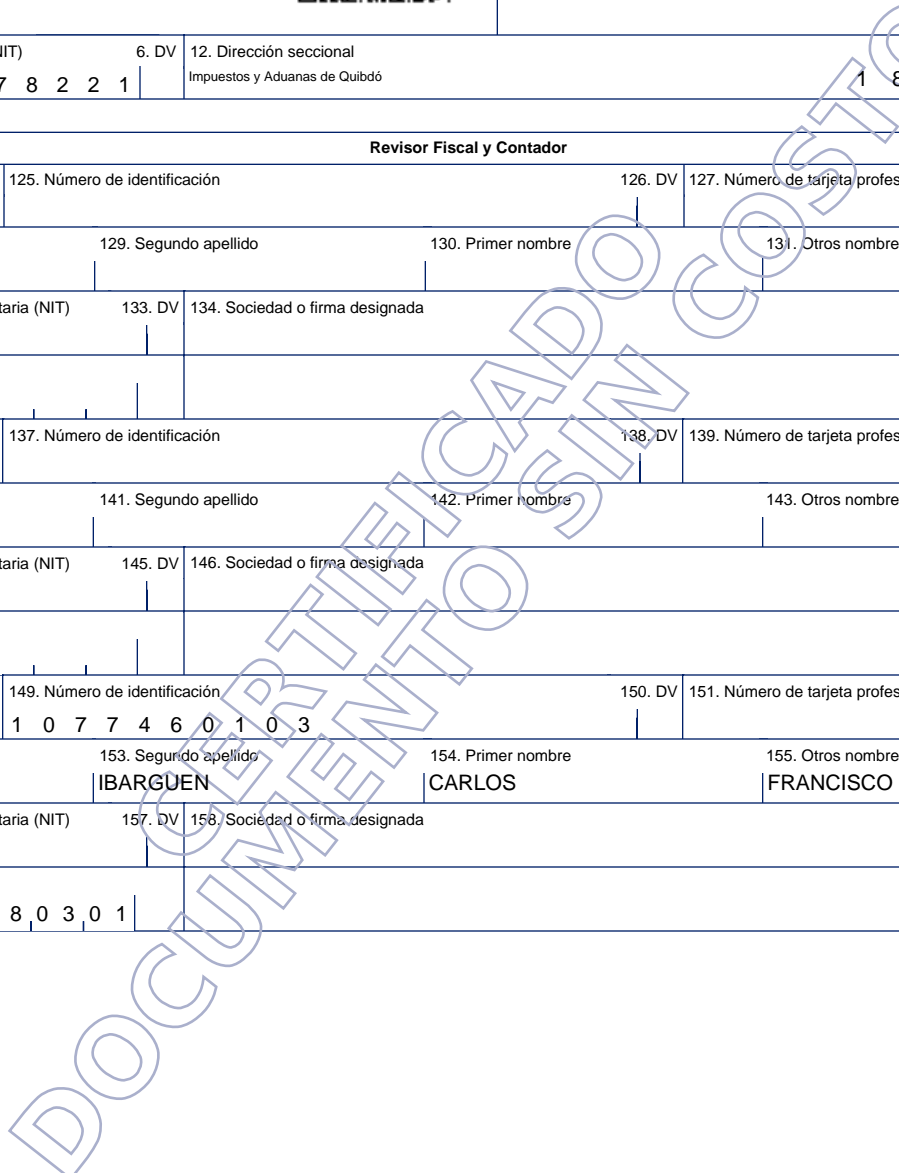 NIT) 6. DV 12. Dirección seccional
7 8 2 2 1 Impuestos y Aduanas de Quibdó 1 8
Revisor Fiscal y Contador
125. Número de identificación 126. DV 127. Número de tarjeta profes
129. Segundo apellido 130. Primer nombre 131. Otros nombre
taria (NIT) 133. DV 134. Sociedad o firma designada
137. Número de identificación 138. DV 139. Número de tarjeta profes
141. Segundo apellido 142. Primer nombre 143. Otros nombre
taria (NIT) 145. DV 146. Sociedad o firma designada
149. Número de identificación 150. DV 151. Número de tarjeta profes
1 0 7 7 4 6 0 1 0 3
153. Segundo apellido 154. Primer nombre 155. Otros nombre
IBARGUEN CARLOS FRANCISCO
taria (NIT) 157. DV 158. Sociedad o firma designada
8 0 3 0 1
CERTIFICADO
DOCUMENTO SIN COSTO